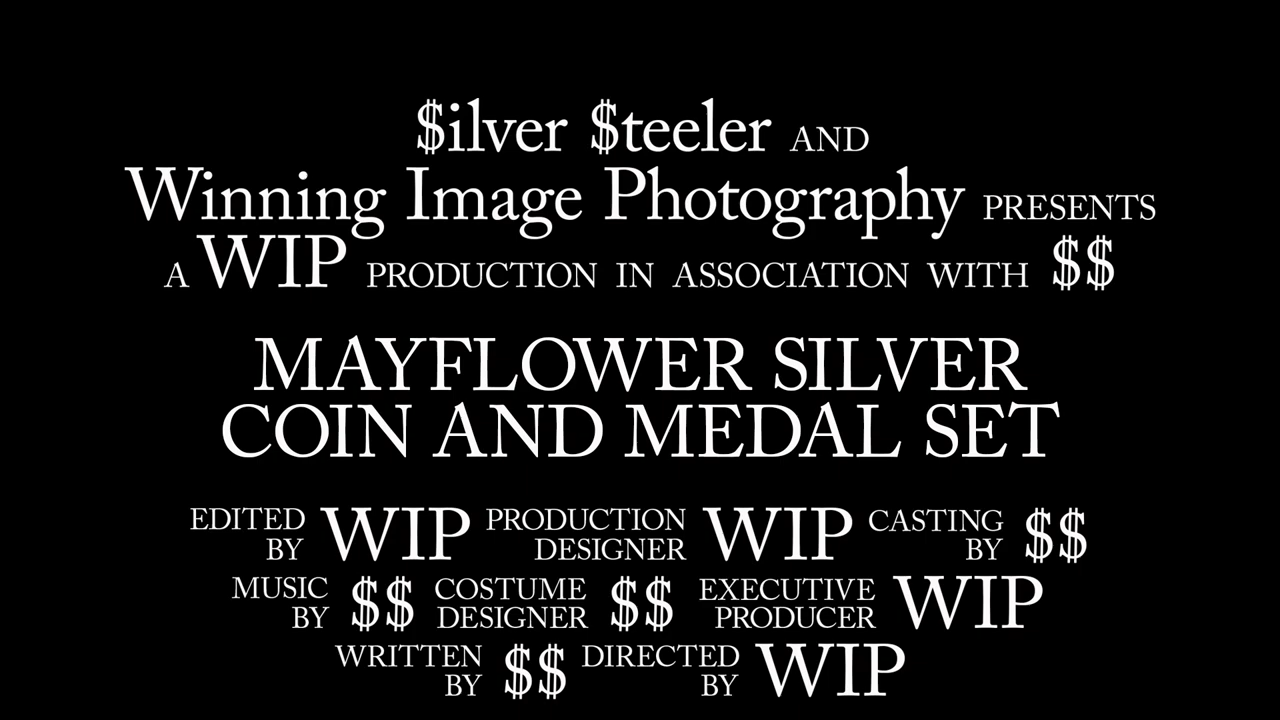 $ilver $teeler AND
Winning Image Photography PRESENTS
A WIP PRODUCTION IN ASSOCIATION WITH $$
MAYFLOWER SILVER
COIN AND MEDAL SET
EDITED BY WIP PRODUCTION DESIGNER WIP CASTING BY $$
MUSIC BY $$ COSTUME DESIGNER $$ EXECUTIVE PRODUCER WIP
WRITTEN BY $$ DIRECTED BY WIP